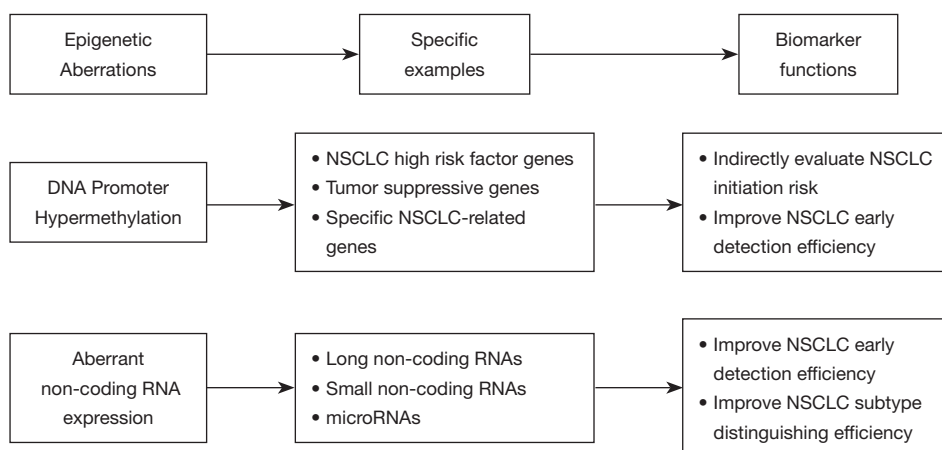 Epigenetic
Aberrations
Specific
examples
Biomarker
functions
DNA Promoter
Hypermethylation
• NSCLC high risk factor genes
• Tumor suppressive genes
• Specific NSCLC-related
genes
• Indirectly evaluate NSCLC
initiation risk
• Improve NSCLC early
detection efficiency
Aberrant
non-coding RNA
expression
• Long non-coding RNAs
• Small non-coding RNAs
• microRNAs
• Improve NSCLC early
detection efficiency
• Improve NSCLC subtype
distinguishing efficiency